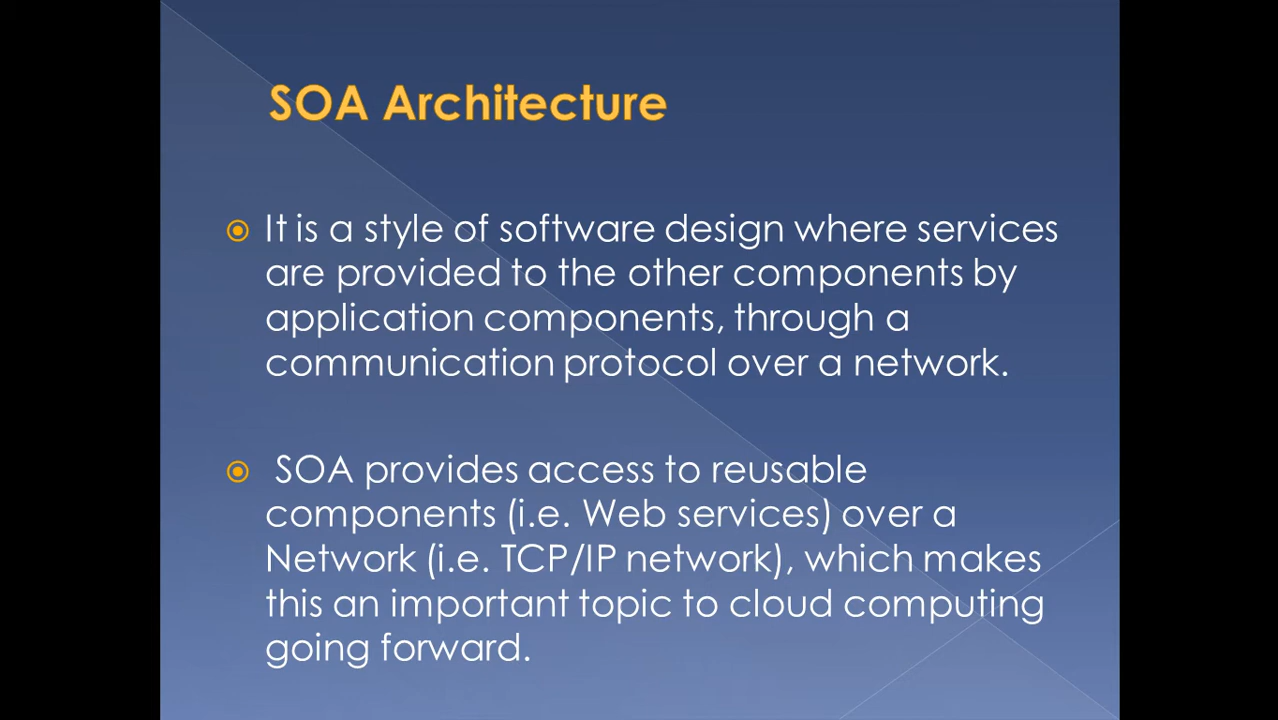 SOA Architecture
It is a style of software design where services
are provided to the other components by
application components, through a
communication protocol over a network.
SOA provides access to reusable
components (i.e. Web services) over a
Network (i.e. TCP/IP network), which makes
this an important topic to cloud computing
going forward.